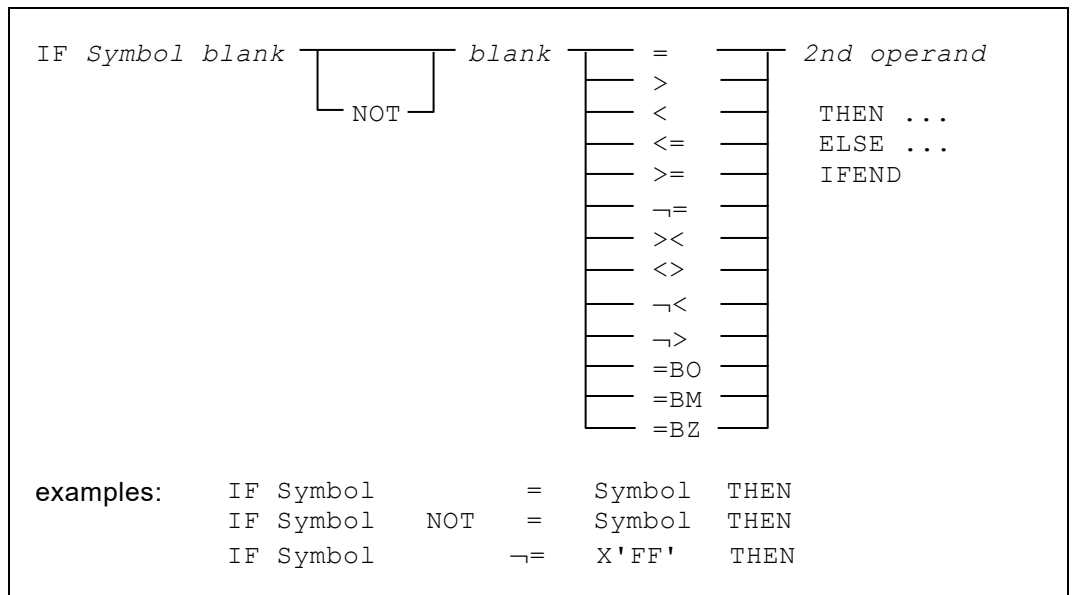 IF Symbol blank blank = 2nd operand
>
NOT < THEN ...
<= ELSE ...
>= IFEND
¬=
><
<>
¬<
¬>
=BO
=BM
=BZ
examples: IF Symbol = Symbol THEN
IF Symbol NOT = Symbol THEN
IF Symbol ¬= X'FF' THEN